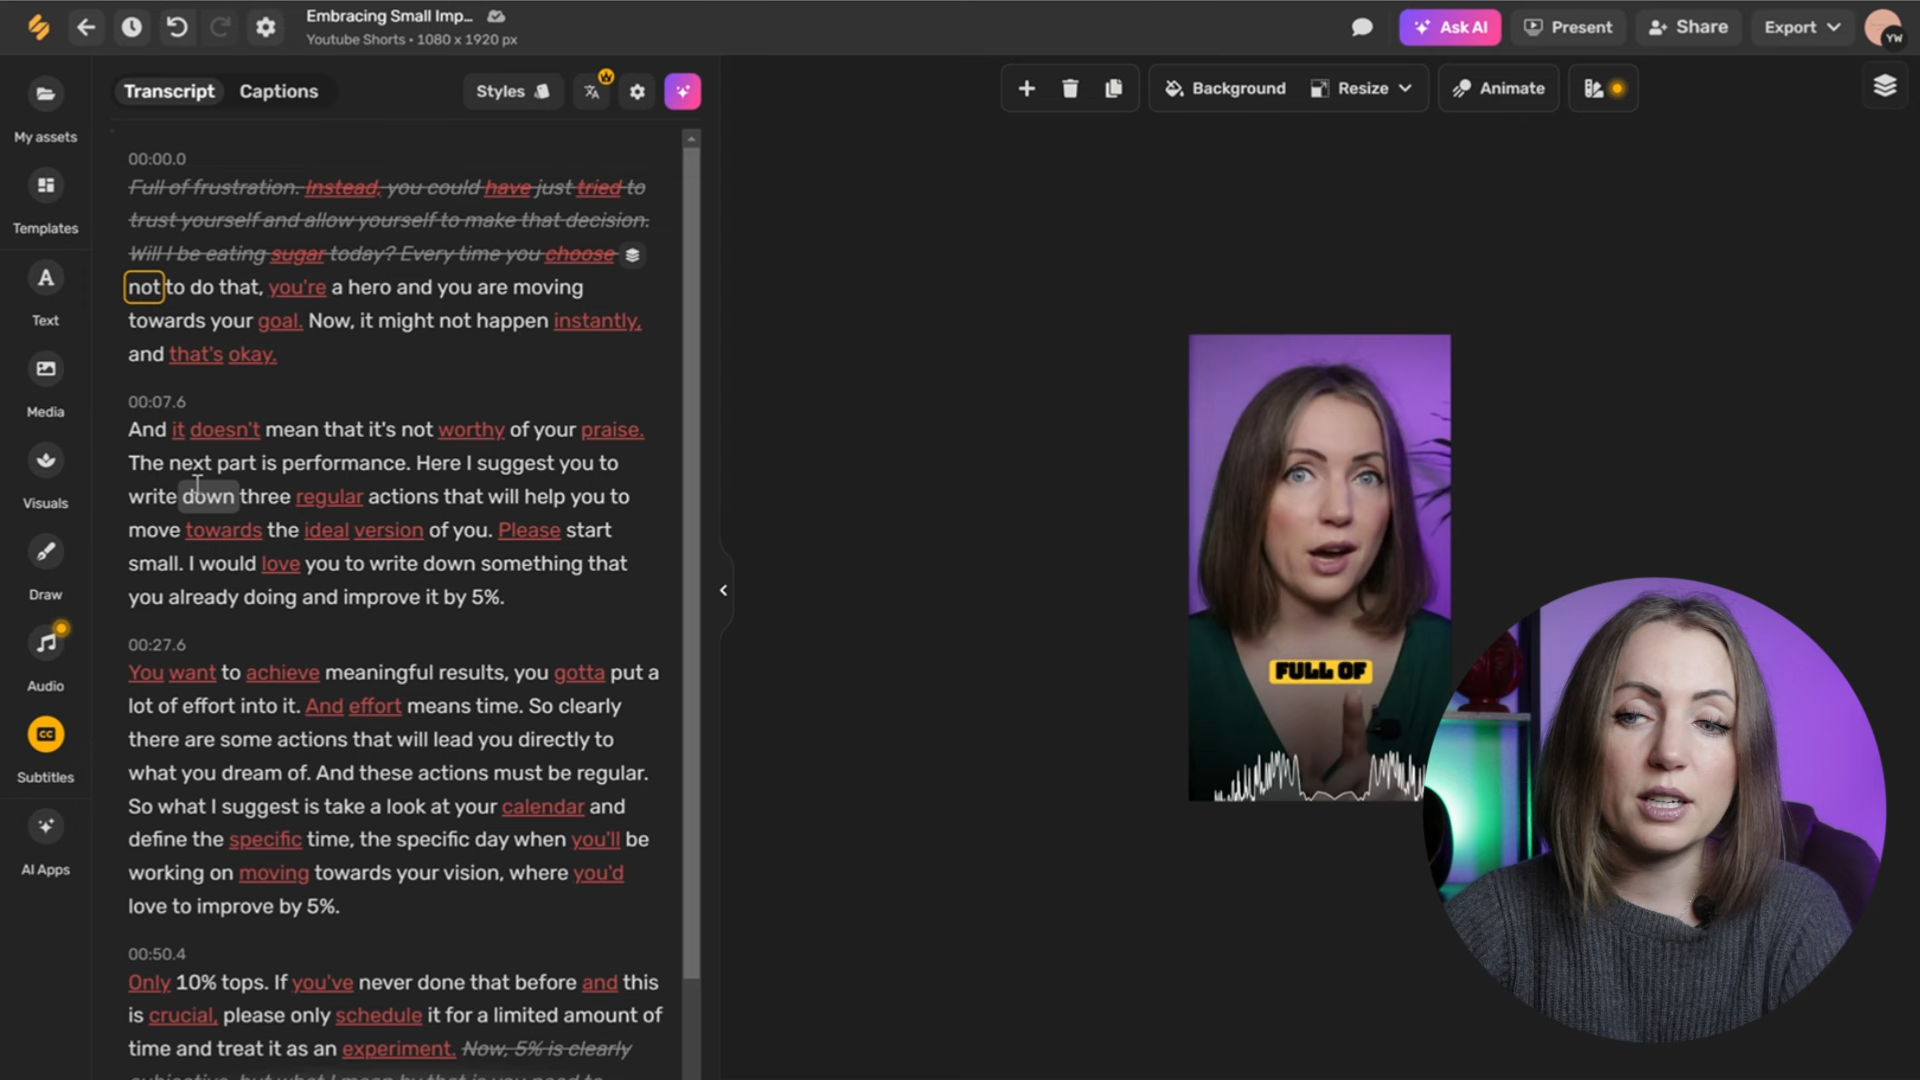 Embracing Small Imp...
Youtube Shorts • 1080 x 1920 px
Ask AI
Present
Share
Export
YW
Transcript
Captions
Styles
Background
Resize
Animate
My assets
Templates
Text
Media
Visuals
Draw
Audio
CC
Subtitles
AI Apps
00:00.0
Full of frustration. Instead, you could have just tried to
trust yourself and allow yourself to make that decision.
Will I be eating sugar today? Every time you choose
not to do that, you're a hero and you are moving
towards your goal. Now, it might not happen instantly,
and that's okay.
00:07.6
And it doesn't mean that it's not worthy of your praise.
The next part is performance. Here I suggest you to
write down three regular actions that will help you to
move towards the ideal version of you. Please start
small. I would love you to write down something that
you already doing and improve it by 5%.
00:27.6
You want to achieve meaningful results, you gotta put a
lot of effort into it. And effort means time. So clearly
there are some actions that will lead you directly to
what you dream of. And these actions must be regular.
So what I suggest is take a look at your calendar and
define the specific time, the specific day when you'll be
working on moving towards your vision, where you'd
love to improve by 5%.
00:50.4
Only 10% tops. If you've never done that before and this
is crucial, please only schedule it for a limited amount of
time and treat it as an experiment. Now, 5% is clearly
subjective, but what I mean by that is you need to
FULL OF